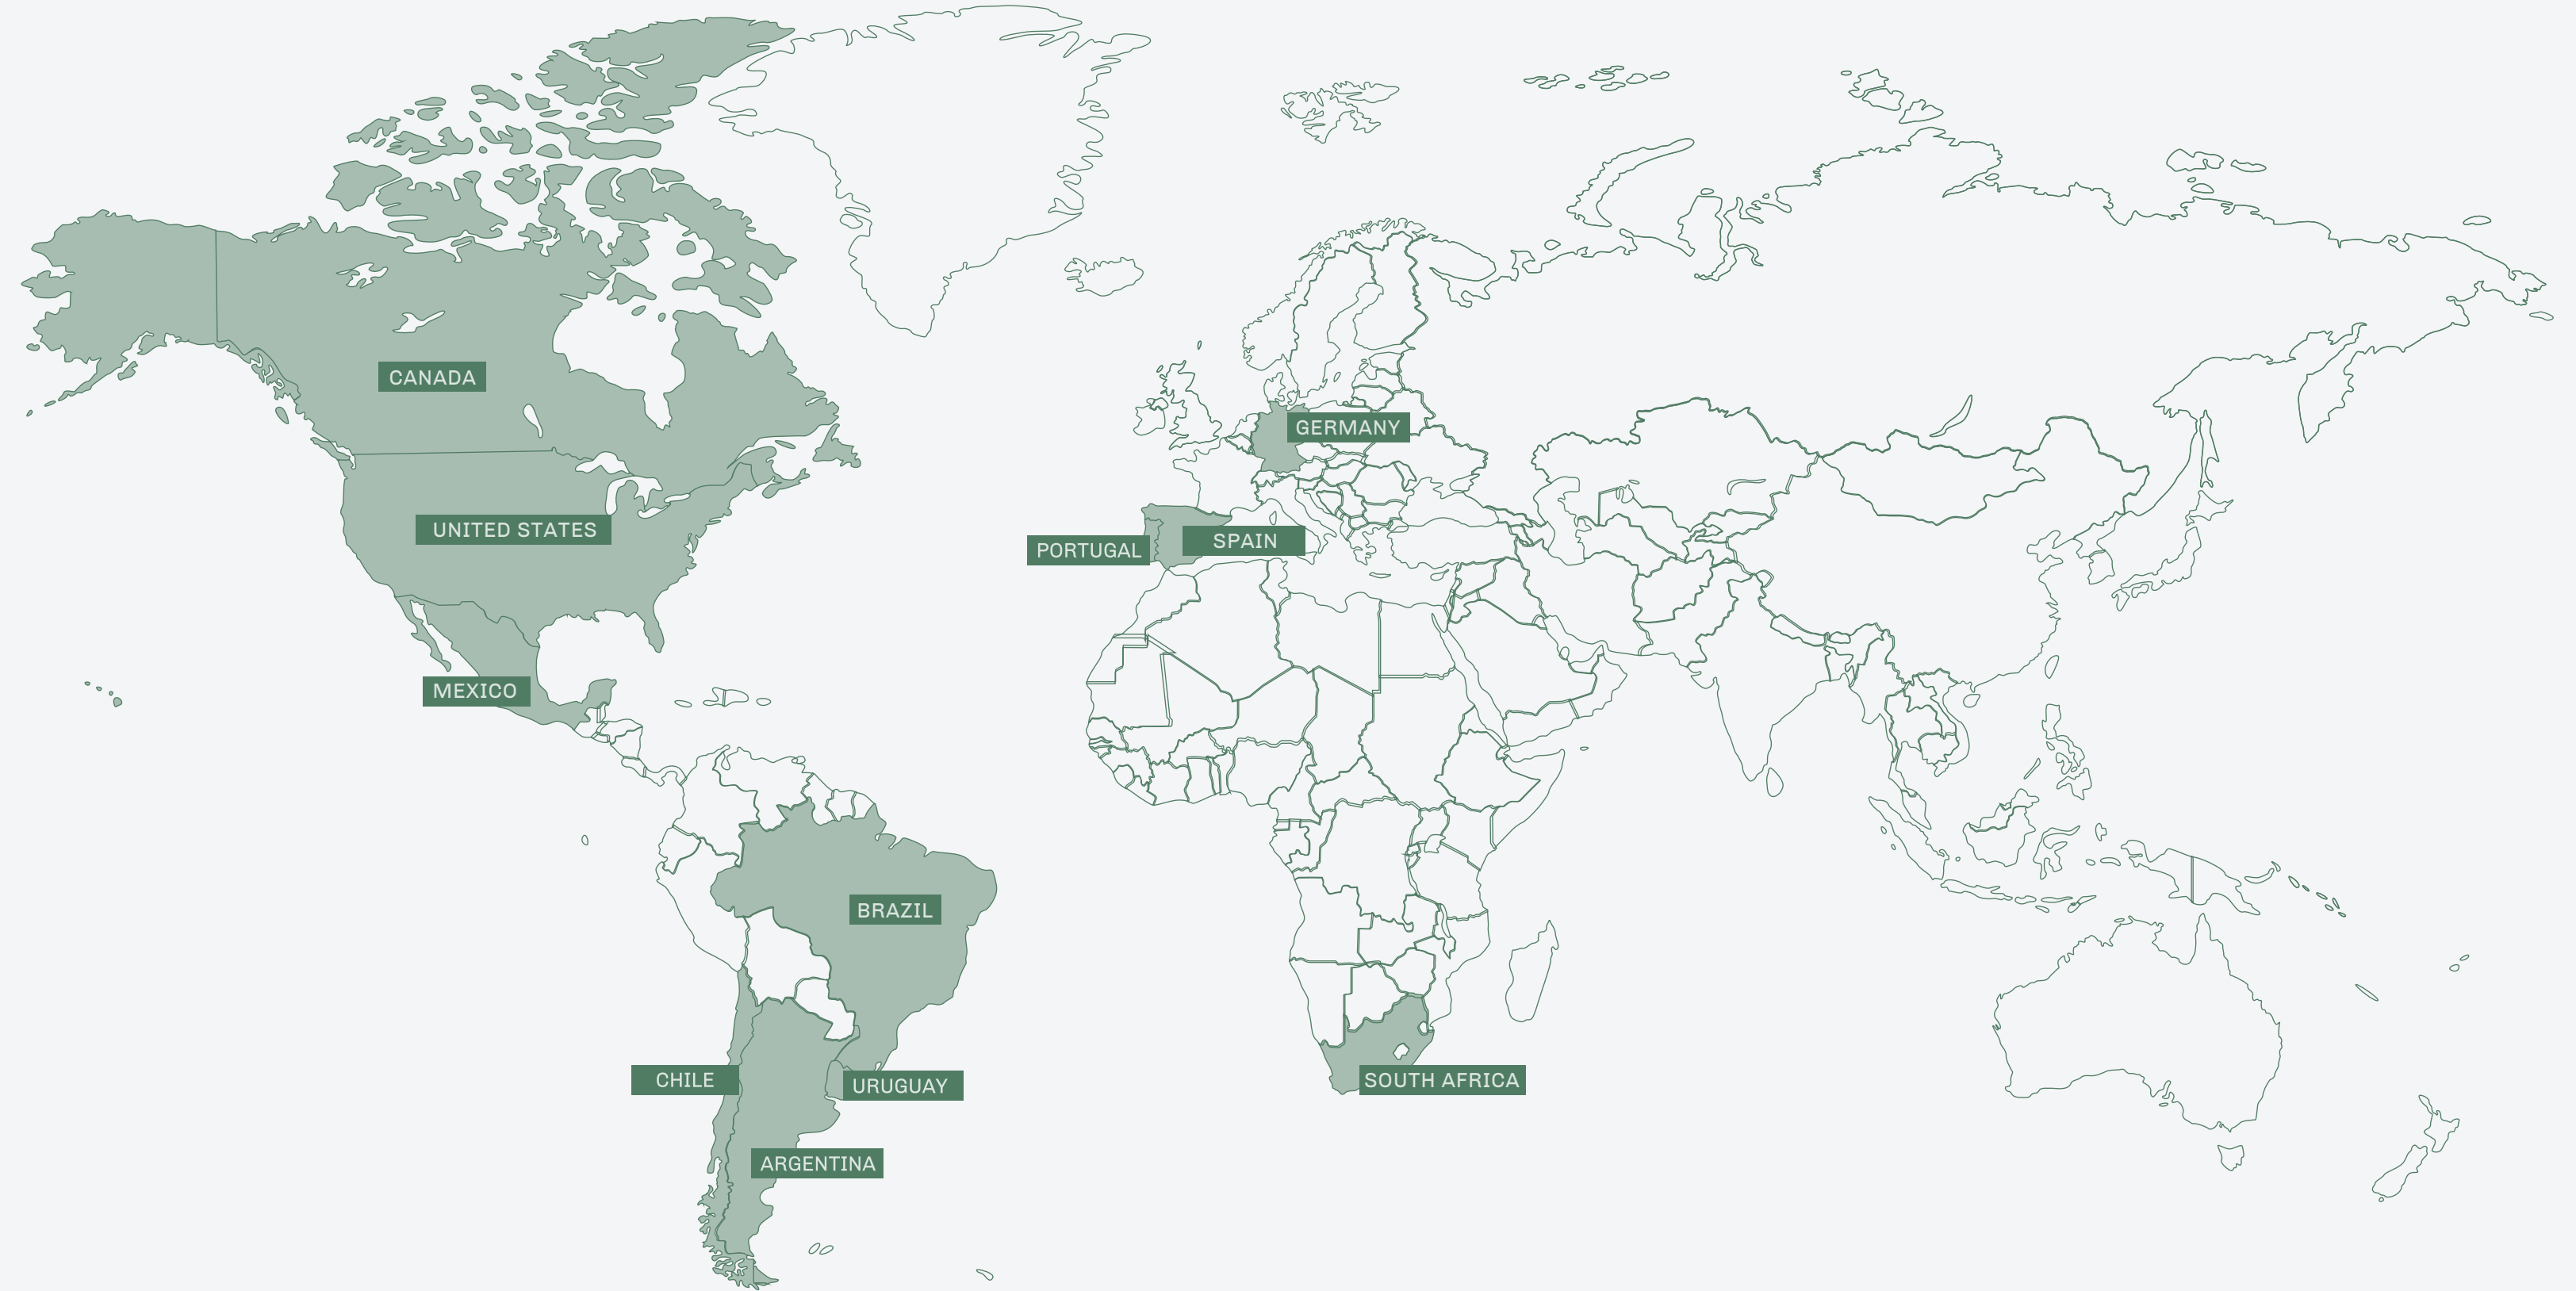 CANADA
GERMANY
UNITED STATES
SPAIN
PORTUGAL
MEXICO
BRAZIL
CHILE
SOUTH AFRICA
URUGUAY
ARGENTINA